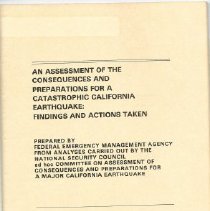 AN ASSESSMENT OF THE
CONSEQUENCES AND
PREPARATIONS FOR A
CATASTROPHIC CALIFORNIA
EARTHQUAKE:
FINDINGS AND ACTIONS TAKEN
PREPARED BY
FEDERAL EMERGENCY MANAGEMENT AGENCY
FROM ANALYSES CARRIED OUT BY THE
NATIONAL SECURITY COUNCIL
ad hoc COMMITTEE ON ASSESSMENT OF
CONSEQUENCES AND PREPARATIONS FOR
A MAJOR CALIFORNIA EARTHQUAKE